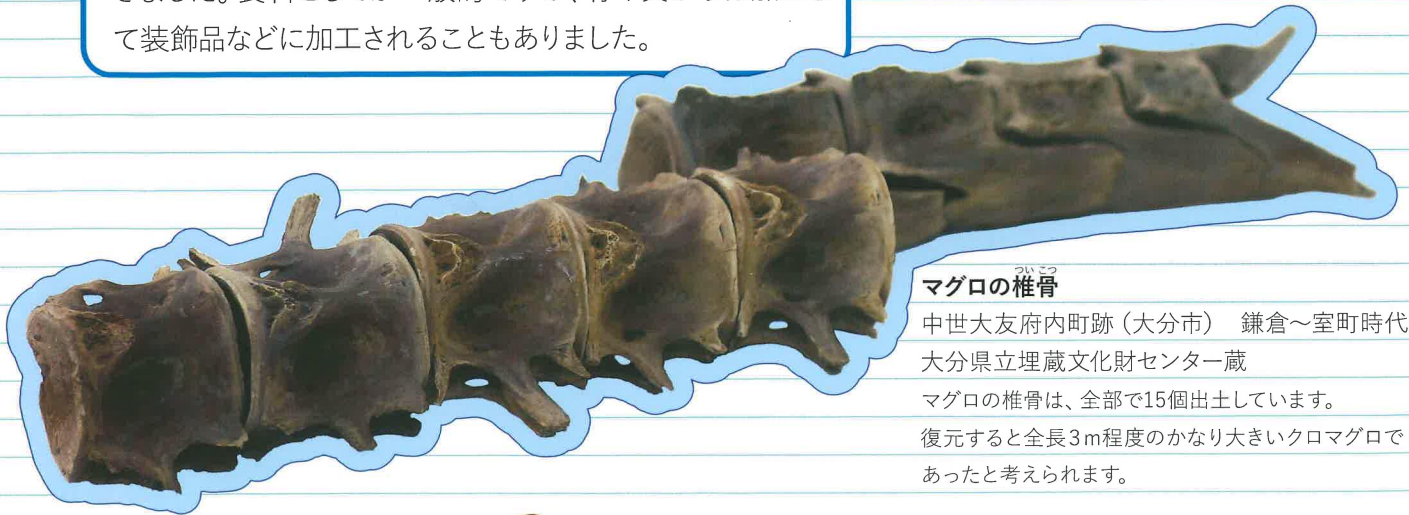 て装飾品などに加工されることもありました。
マグロの椎骨
つい こつ
中世大友府内町跡（大分市）　鎌倉～室町時代
大分県立埋蔵文化財センター蔵
マグロの椎骨は、全部で15個出土しています。
復元すると全長3m程度のかなり大きいクロマグロで
あったと考えられます。